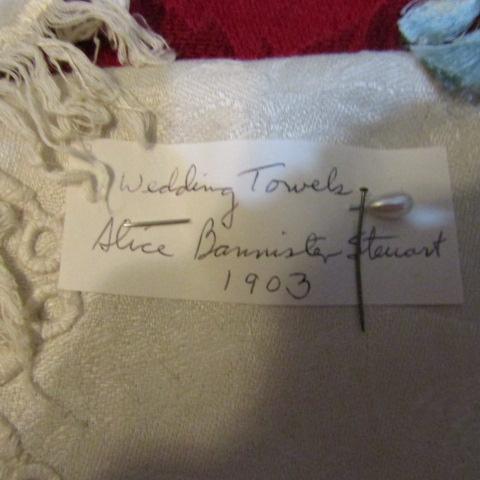 Wedding Towels
Alice Bannister Steuart
1903